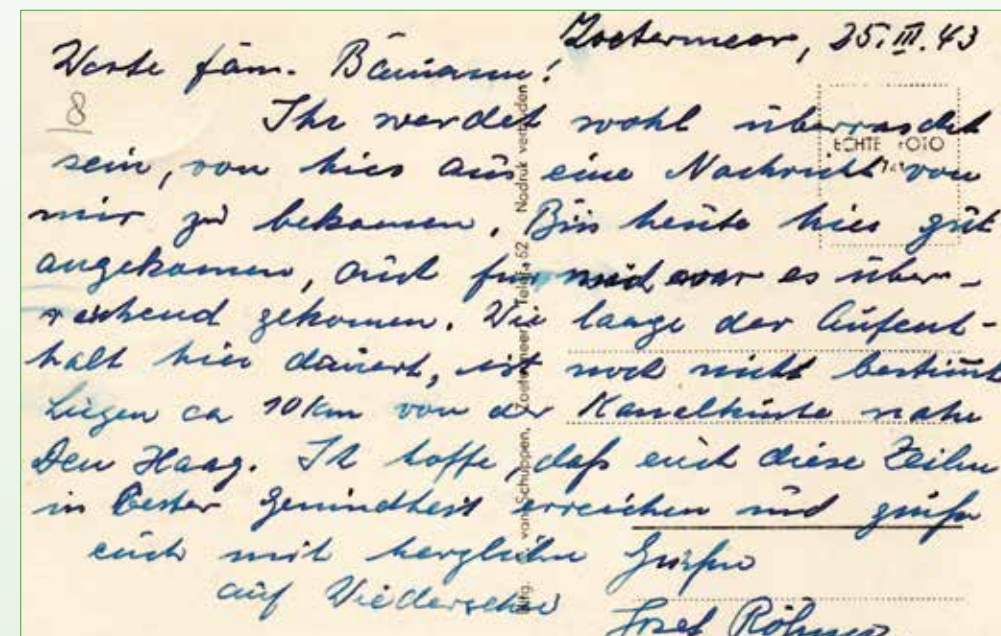 Zoetermeer, 25.III.43
Werte fam. Bäumann!
8
Ihr werdet wohl überrascht
sein, von hier aus eine Nachricht von
mir zu bekommen. Bin heute hier gut
angekommen, auch für mich war es über-
raschend gekommen. Wie lange der Aufent-
halt hier dauert, ist noch nicht bestimmt
Liegen ca 10 km von der Kanalküste nahe
Den Haag. Ich hoffe, daß euch diese Zeilen
in bester Gesundheit erreichen und grüße
euch mit herzlichen Grüßen
auf Wiedersehen
Josef
ECHTE FOTO
Uitg. van Schuppen, Zoetermeer, Telef. 52 Nadruk verboden